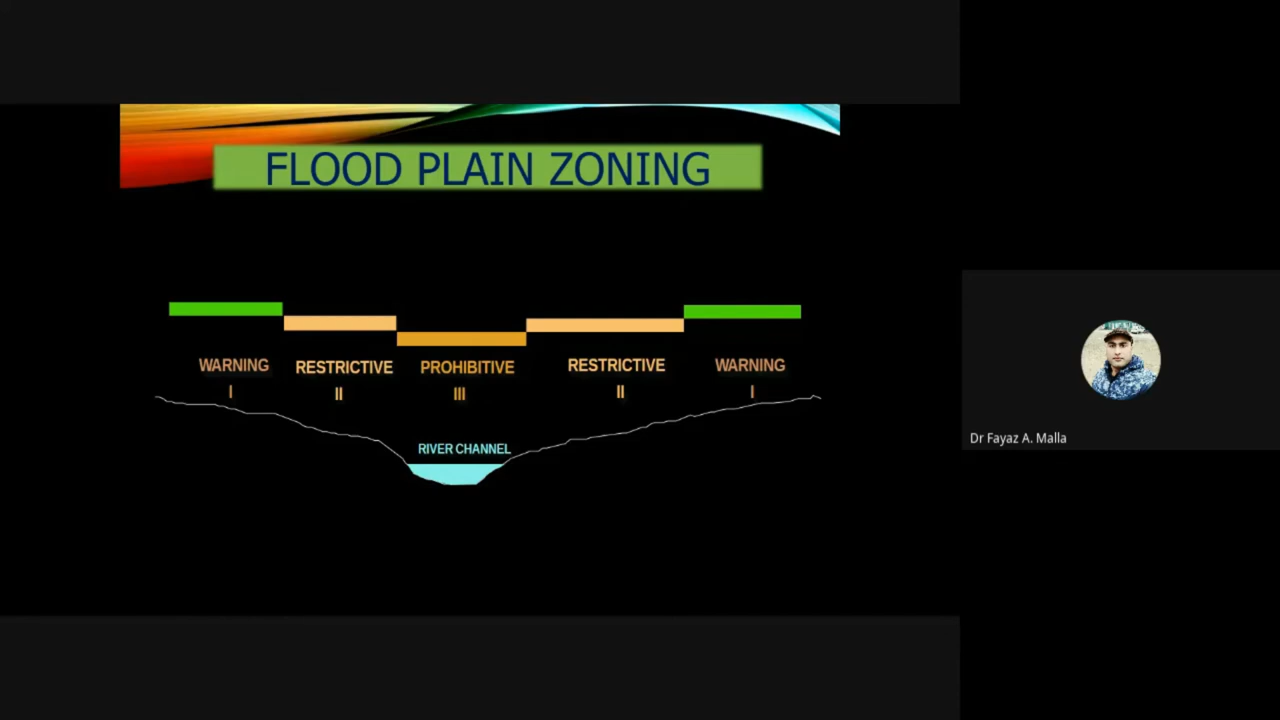 FLOOD PLAIN ZONING
WARNING RESTRICTIVE PROHIBITIVE RESTRICTIVE WARNING
I II III II I
RIVER CHANNEL
Dr Fayaz A. Malla